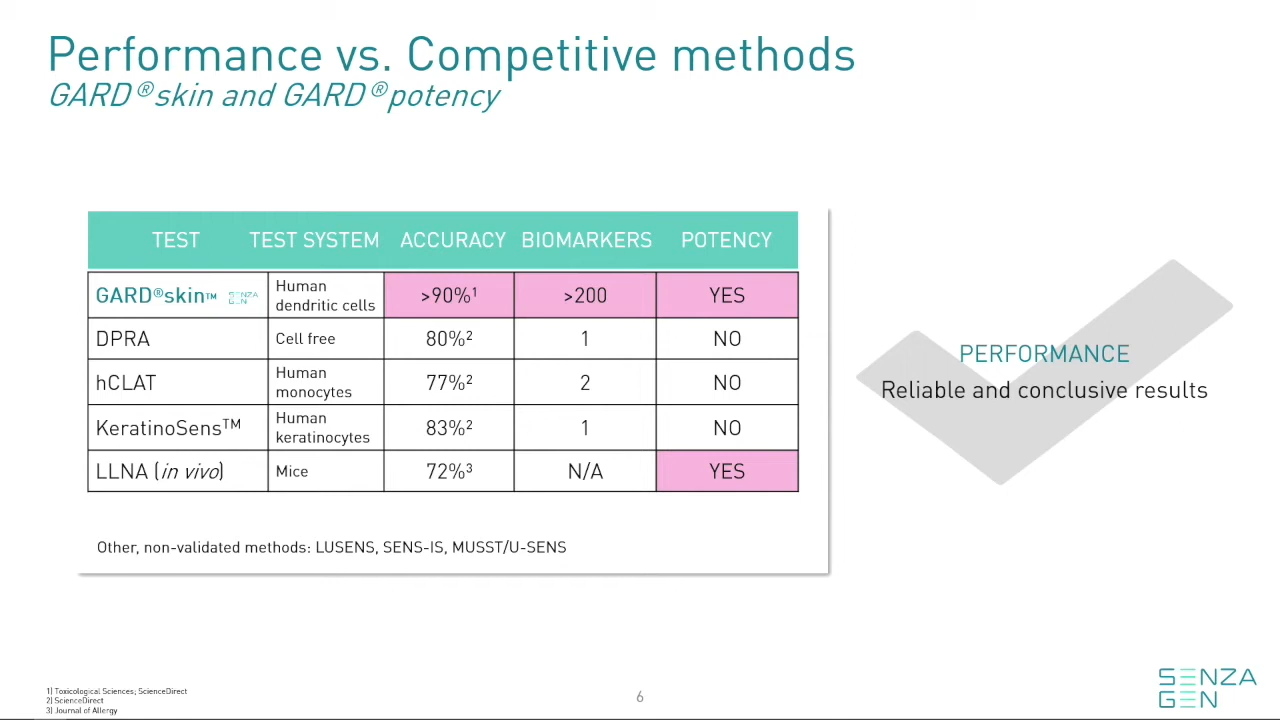 Performance vs. Competitive methods
GARD®skin and GARD®potency
TEST TEST SYSTEM ACCURACY BIOMARKERS POTENCY
GARD®skin™ SENZA GEN Human dendritic cells >90%¹ >200 YES
DPRA Cell free 80%² 1 NO
hCLAT Human monocytes 77%² 2 NO
KeratinoSens™ Human keratinocytes 83%² 1 NO
LLNA (in vivo) Mice 72%³ N/A YES
Other, non-validated methods: LUSENS, SENS-IS, MUSST/U-SENS
PERFORMANCE
Reliable and conclusive results
1) Toxicological Sciences; ScienceDirect
2) ScienceDirect
3) Journal of Allergy
6
SENZA
GEN